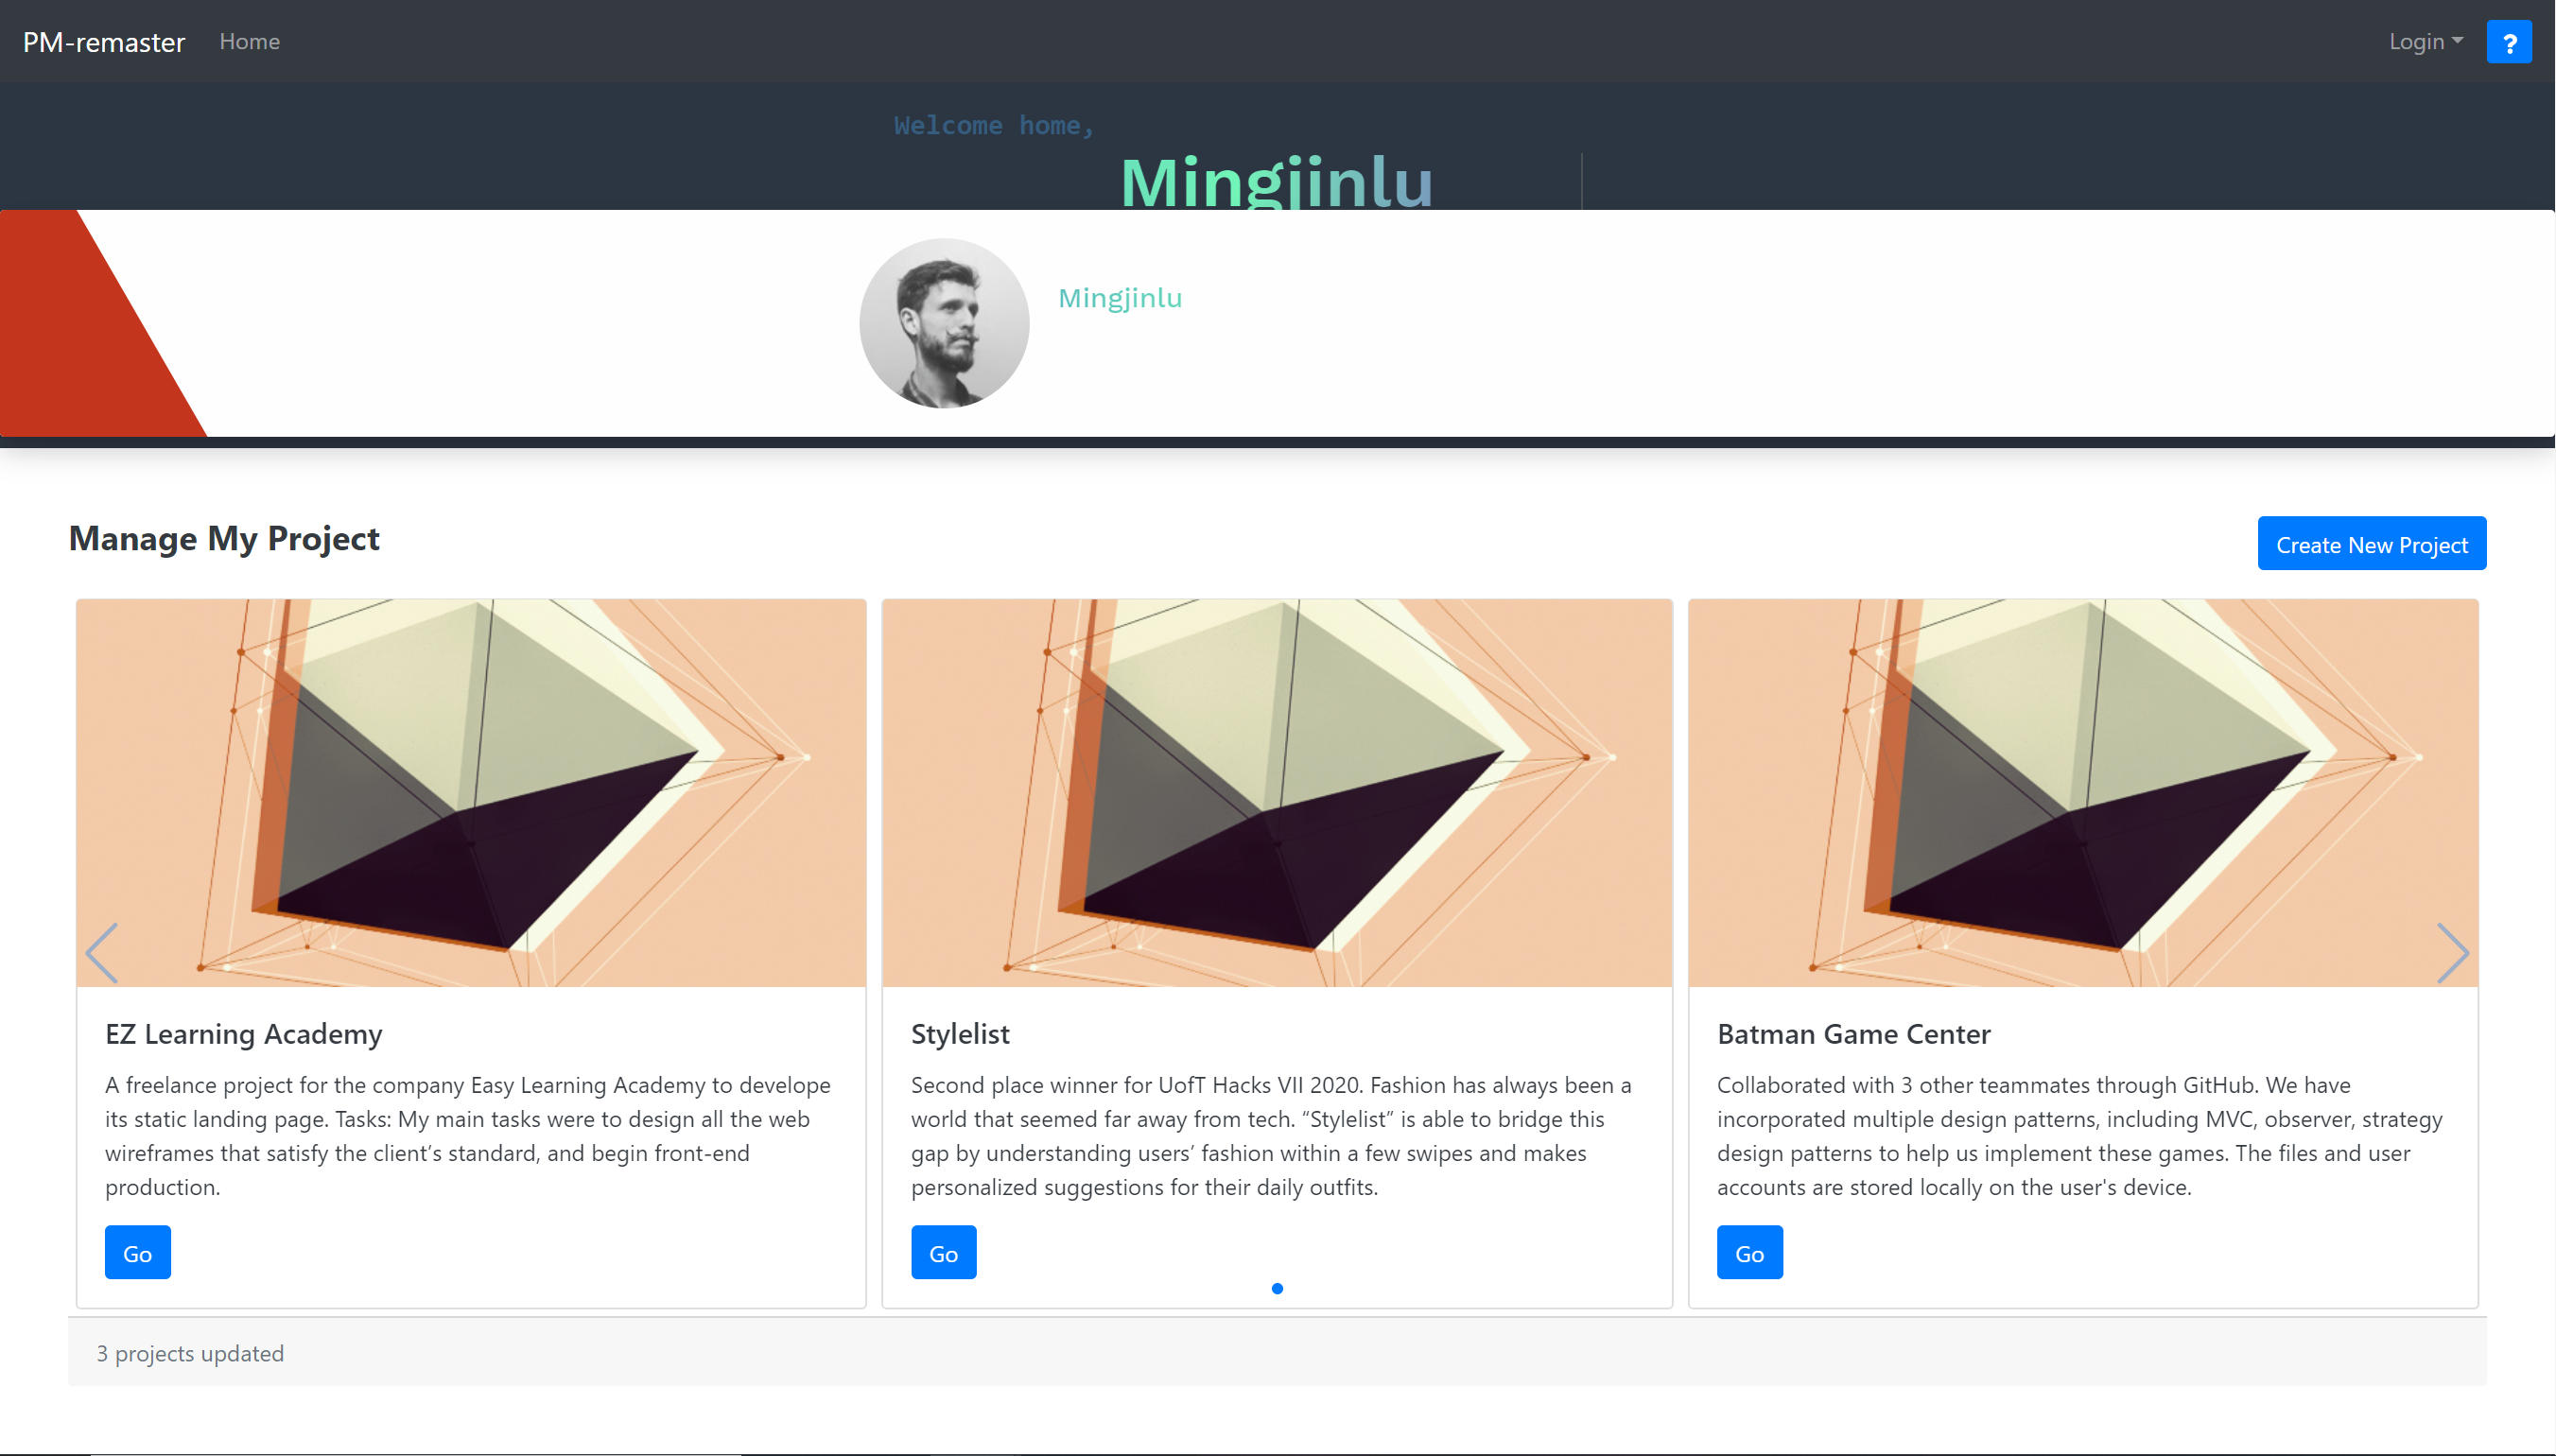 PM-remaster Home Login ?
Welcome home,
Mingjinlu
Mingjinlu
Manage My Project
Create New Project
EZ Learning Academy
A freelance project for the company Easy Learning Academy to develope
its static landing page. Tasks: My main tasks were to design all the web
wireframes that satisfy the client’s standard, and begin front-end
production.
Go
Stylelist
Second place winner for UofT Hacks VII 2020. Fashion has always been a
world that seemed far away from tech. “Stylelist” is able to bridge this
gap by understanding users’ fashion within a few swipes and makes
personalized suggestions for their daily outfits.
Go
Batman Game Center
Collaborated with 3 other teammates through GitHub. We have
incorporated multiple design patterns, including MVC, observer, strategy
design patterns to help us implement these games. The files and user
accounts are stored locally on the user's device.
Go
3 projects updated